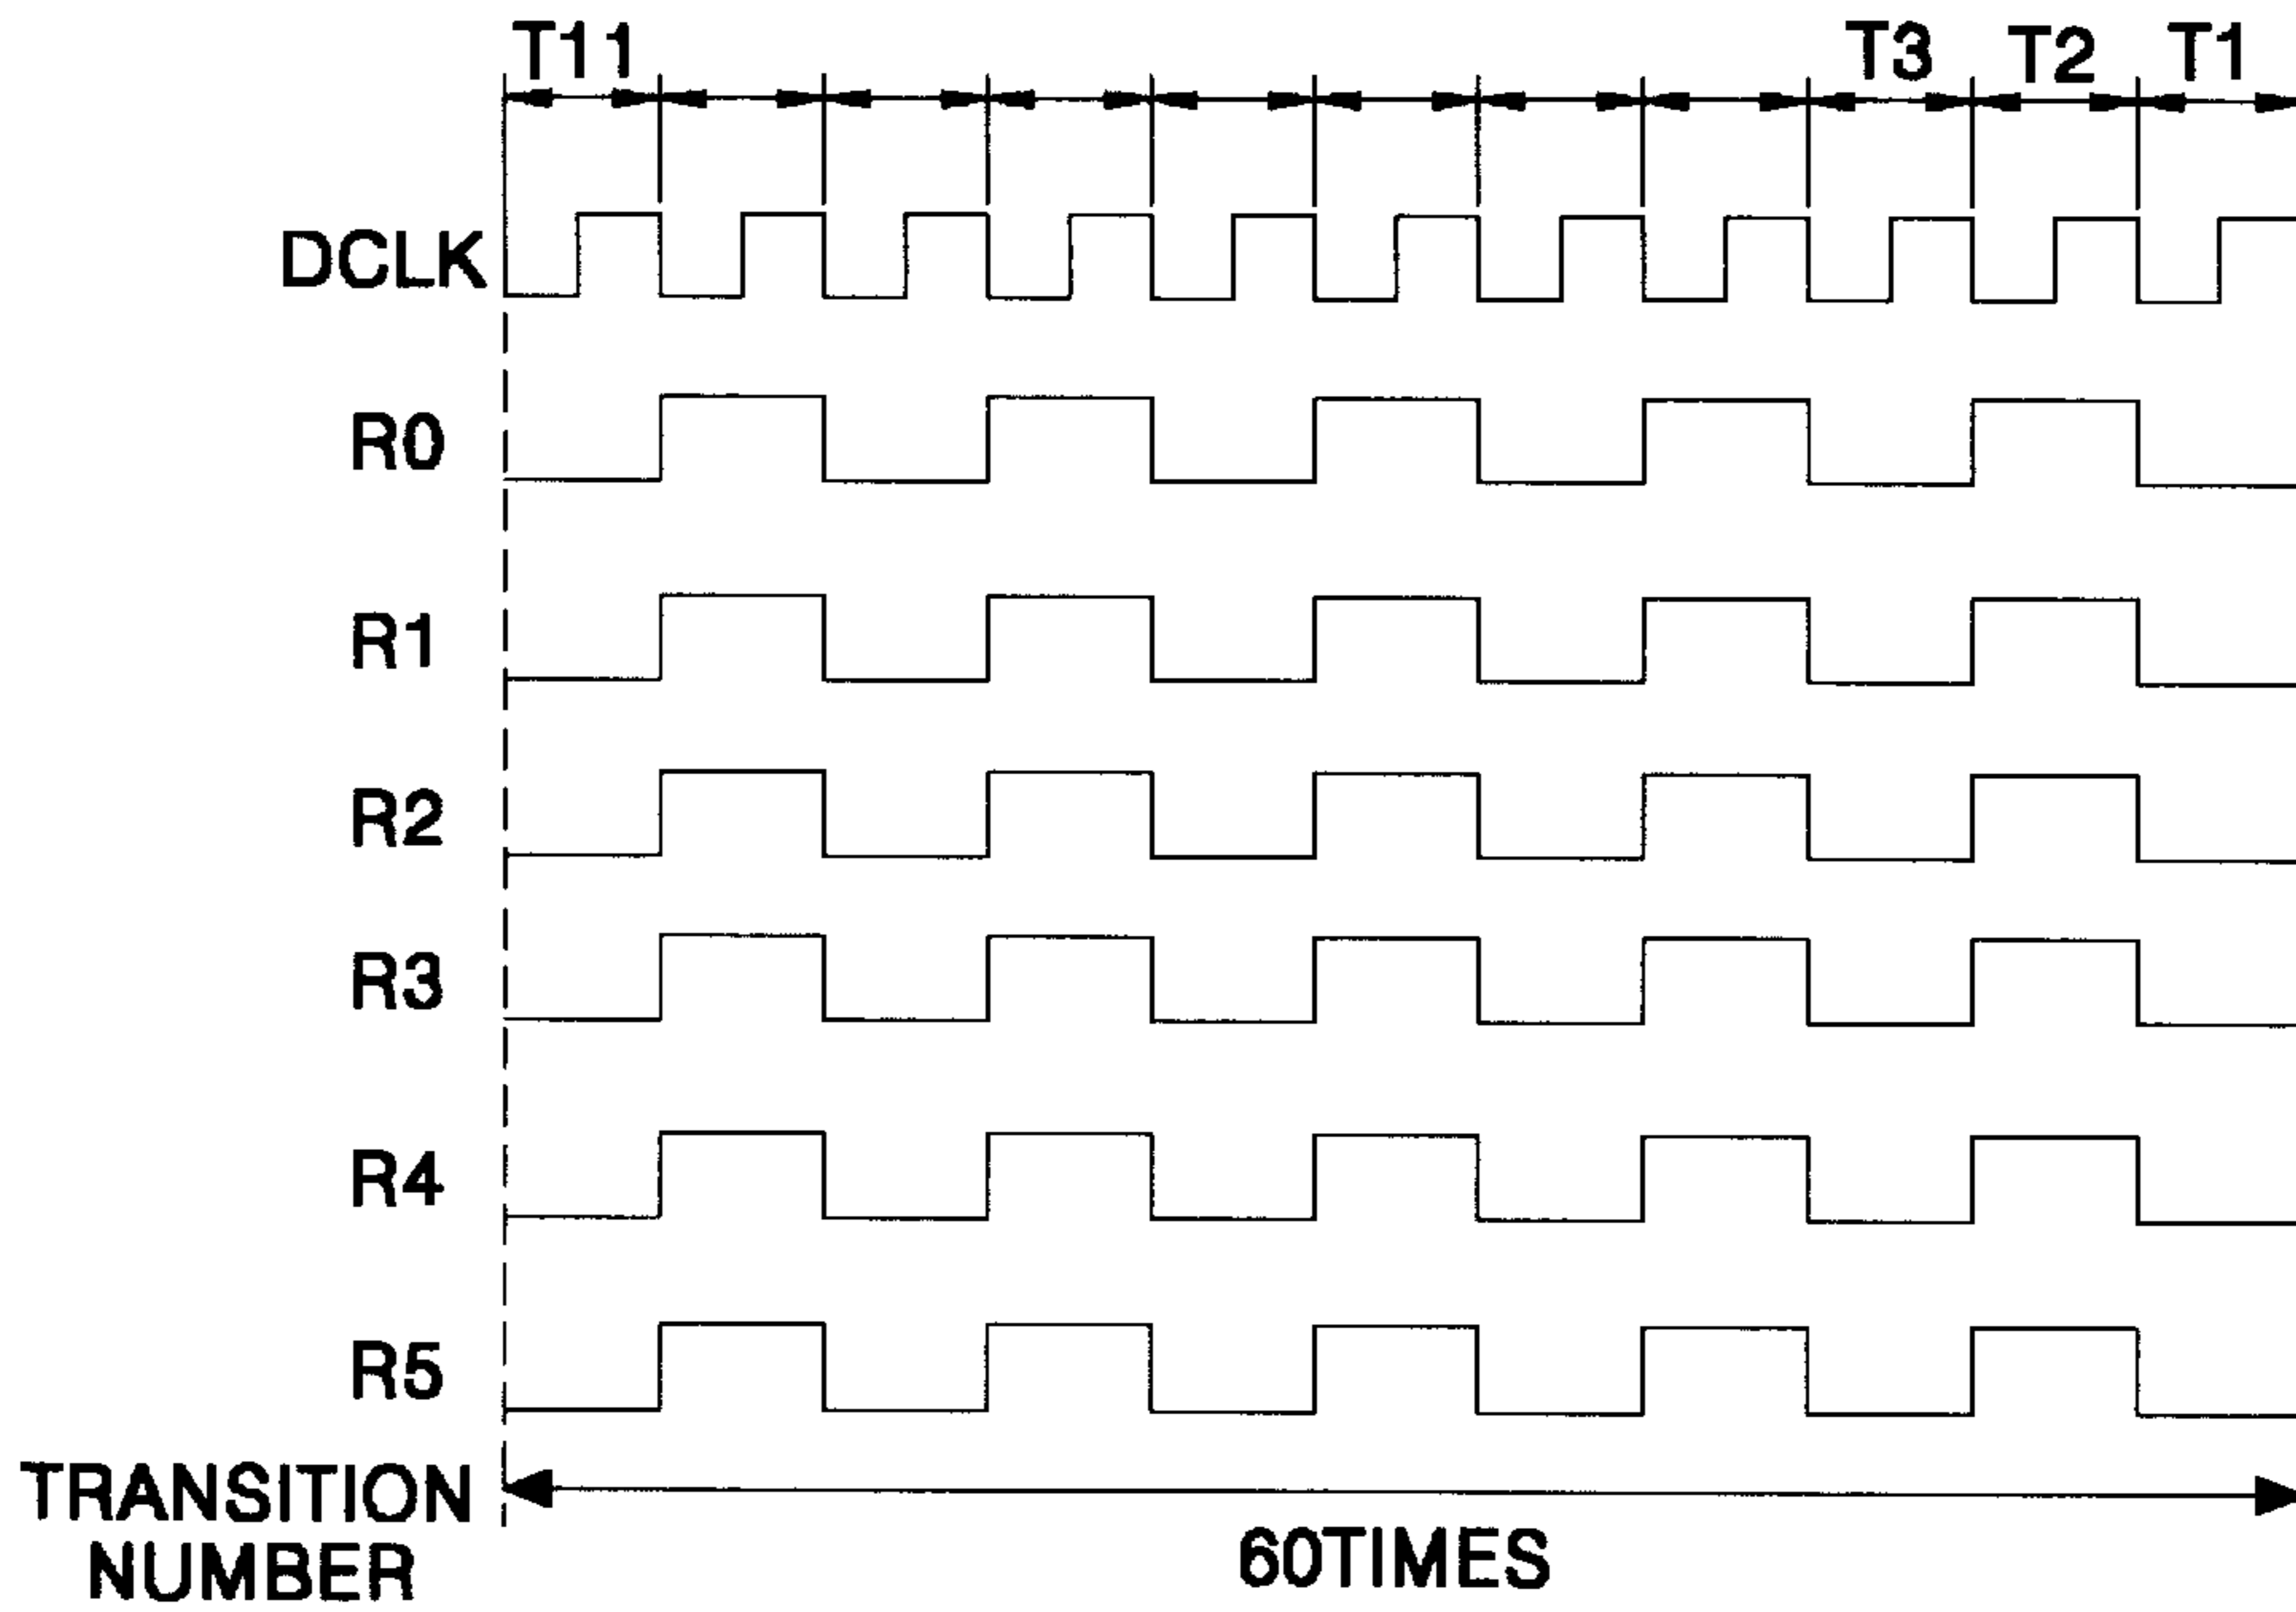 T11 T3 T2 T1
DCLK
R0
R1
R2
R3
R4
R5
TRANSITION
NUMBER
60TIMES